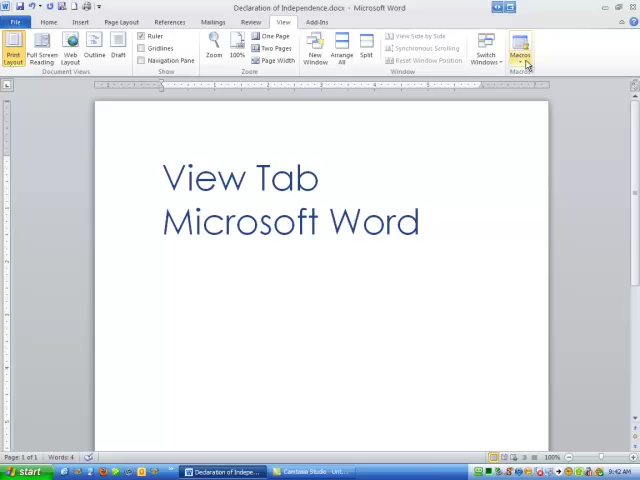 Declaration of Independence.docx - Microsoft Word
File Home Insert Page Layout References Mailings Review View Add-Ins
Print Layout
Full Screen Reading
Web Layout
Outline
Draft
Document Views
Ruler
Gridlines
Navigation Pane
Show
Zoom
100%
One Page
Two Pages
Page Width
Zoom
New Window
Arrange All
Split
View Side by Side
Synchronous Scrolling
Reset Window Position
Window
Switch Windows
Macros
Macros
View Tab
Microsoft Word
Page: 1 of 1 Words: 4 100%
start Declaration of Indepe... Camtasia Studio - Unt... 9:42 AM